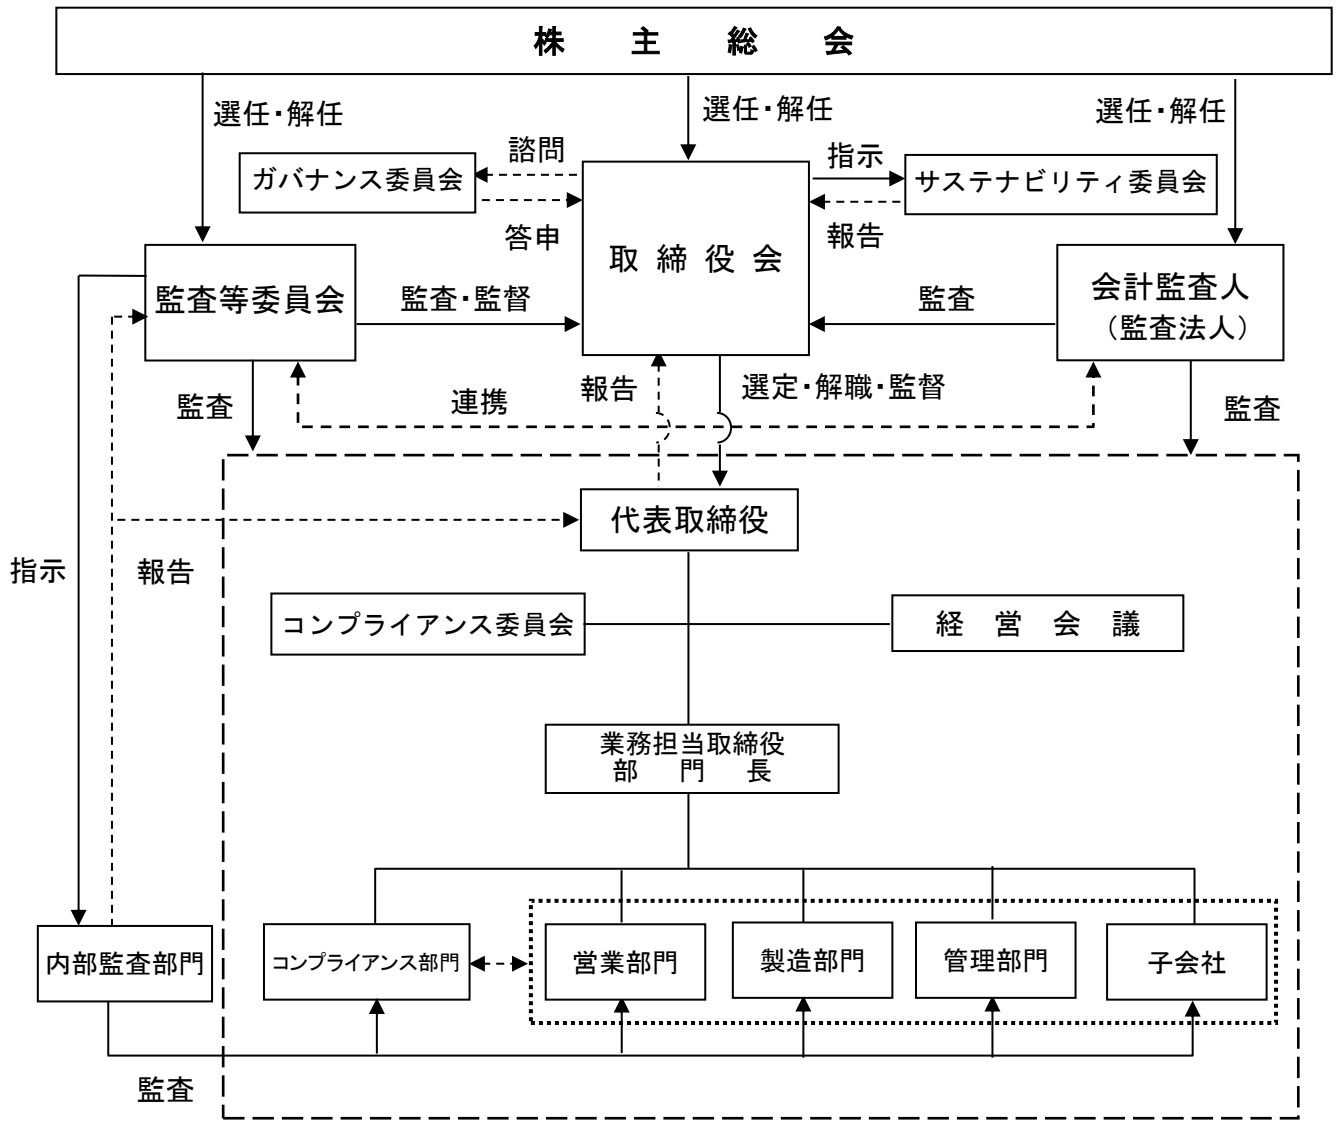 株　主　総　会
選任・解任
選任・解任
選任・解任
諮問
指示
ガバナンス委員会
サステナビリティ委員会
答申
報告
取 締 役 会
監査等委員会
監査・監督
監査
会計監査人
（監査法人）
報告
選定・解職・監督
監査
連携
監査
代表取締役
指示
報告
コンプライアンス委員会
経　営　会　議
業務担当取締役
部　門　長
内部監査部門
コンプライアンス部門
営業部門
製造部門
管理部門
子会社
監査